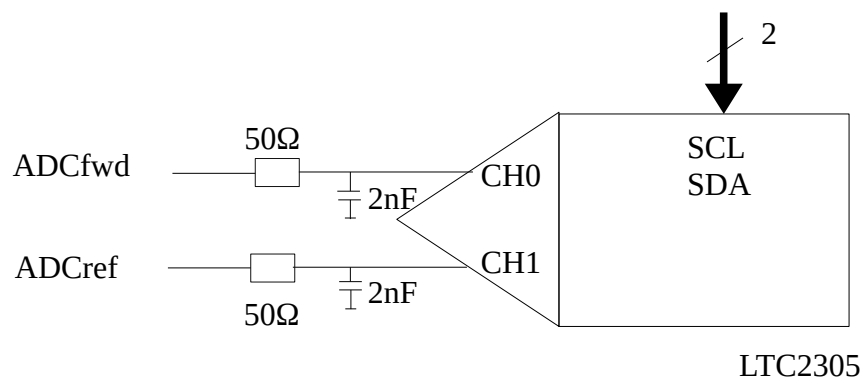 2
SCL
SDA
50Ω
ADCfwd
CH0
2nF
CH1
ADCref
2nF
50Ω
LTC2305